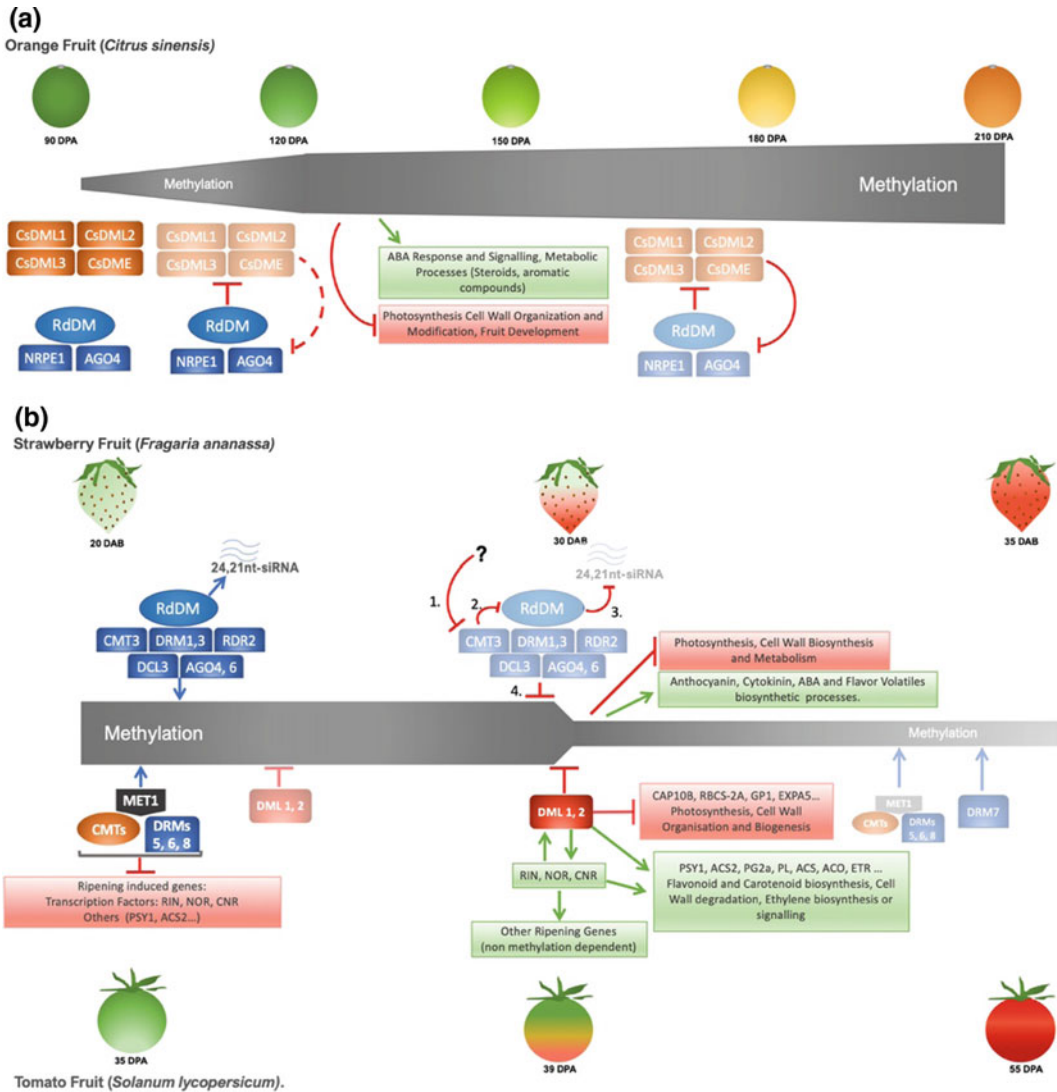 (a)
Orange Fruit (Citrus sinensis)
90 DPA
120 DPA
150 DPA
180 DPA
210 DPA
Methylation
Methylation
CsDML1
CsDML2
CsDML3
CsDME
RdDM
NRPE1
AGO4
CsDML1
CsDML2
CsDML3
CsDME
RdDM
NRPE1
AGO4
ABA Response and Signalling, Metabolic
Processes (Steroids, aromatic
compounds)
Photosynthesis Cell Wall Organization and
Modification, Fruit Development
CsDML1
CsDML2
CsDML3
CsDME
RdDM
NRPE1
AGO4
(b)
Strawberry Fruit (Fragaria ananassa)
20 DAB
30 DAB
35 DAB
24,21nt-siRNA
RdDM
CMT3
DRM1,3
RDR2
DCL3
AGO4, 6
?
24,21nt-siRNA
1.
2.
RdDM
3.
CMT3
DRM1,3
RDR2
DCL3
AGO4, 6
4.
Photosynthesis, Cell Wall Biosynthesis
and Metabolism
Anthocyanin, Cytokinin, ABA and Flavor Volatiles
biosynthetic processes.
Methylation
Methylation
MET1
CMTs
DRMs
5, 6, 8
DML 1, 2
Ripening induced genes:
Transcription Factors: RIN, NOR, CNR
Others (PSY1, ACS2...)
DML 1, 2
CAP10B, RBCS-2A, GP1, EXPA5...
Photosynthesis, Cell Wall
Organisation and Biogenesis
RIN, NOR, CNR
PSY1, ACS2, PG2a, PL, ACS, ACO, ETR ...
Flavonoid and Carotenoid biosynthesis, Cell
Wall degradation, Ethylene biosynthesis or
signalling
Other Ripening Genes
(non methylation dependent)
MET1
CMTs
DRMs
5, 6, 8
DRM7
35 DPA
39 DPA
55 DPA
Tomato Fruit (Solanum lycopersicum).